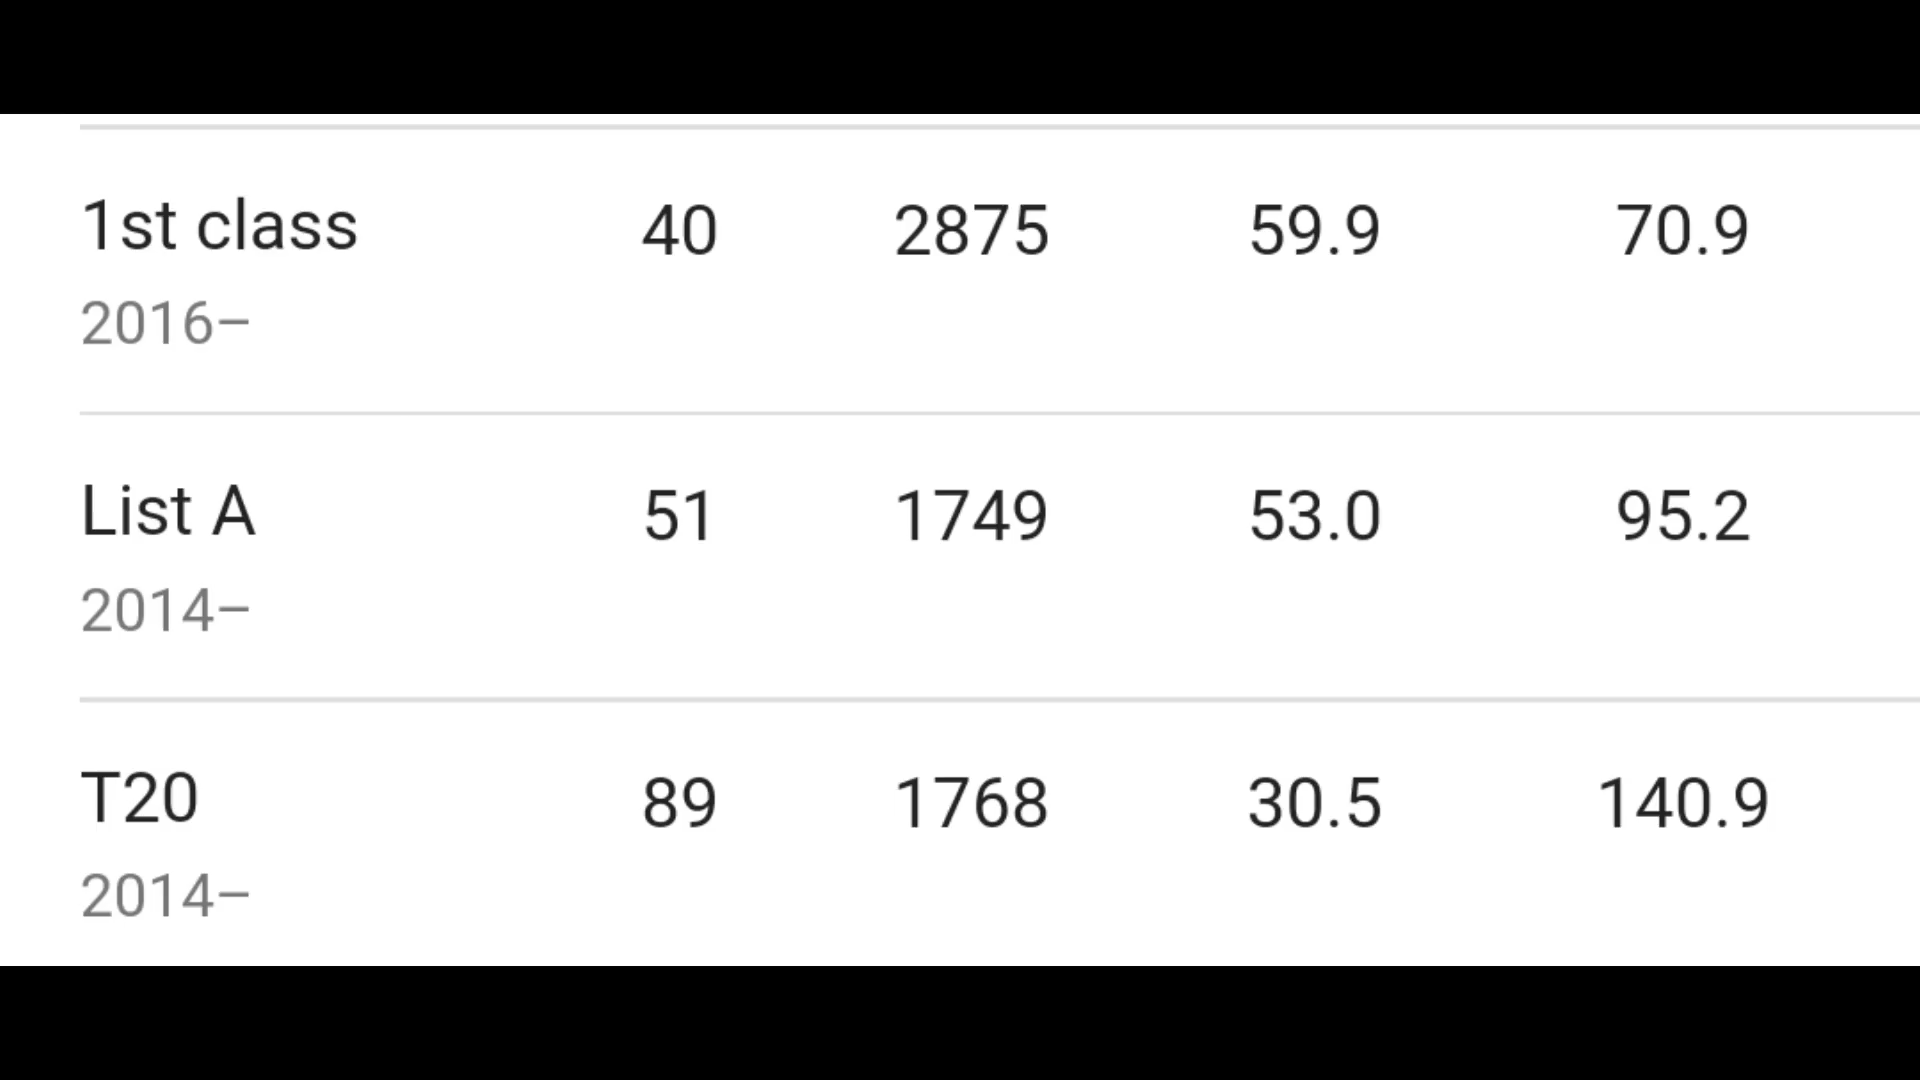 1st class 40 2875 59.9 70.9
2016–
List A 51 1749 53.0 95.2
2014–
T20 89 1768 30.5 140.9
2014–